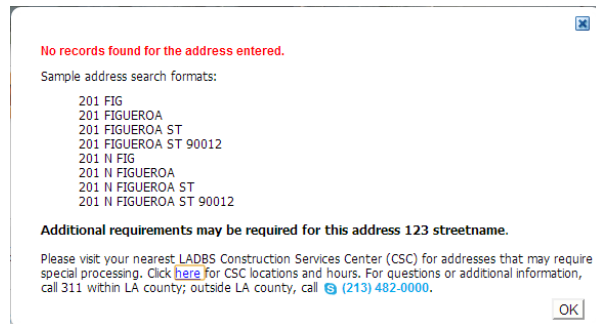 No records found for the address entered.
Sample address search formats:
201 FIG
201 FIGUEROA
201 FIGUEROA ST
201 FIGUEROA ST 90012
201 N FIG
201 N FIGUEROA
201 N FIGUEROA ST
201 N FIGUEROA ST 90012
Additional requirements may be required for this address 123 streetname.
Please visit your nearest LADBS Construction Services Center (CSC) for addresses that may require
special processing. Click here for CSC locations and hours. For questions or additional information,
call 311 within LA county; outside LA county, call (213) 482-0000.
OK